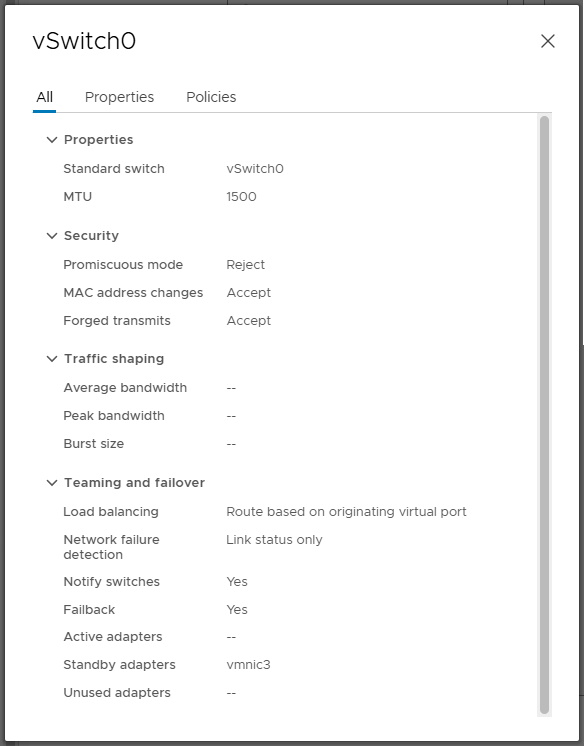 vSwitch0
All Properties Policies
Properties
Standard switch vSwitch0
MTU 1500
Security
Promiscuous mode Reject
MAC address changes Accept
Forged transmits Accept
Traffic shaping
Average bandwidth --
Peak bandwidth --
Burst size --
Teaming and failover
Load balancing Route based on originating virtual port
Network failure Link status only
detection
Notify switches Yes
Failback Yes
Active adapters --
Standby adapters vmnic3
Unused adapters --